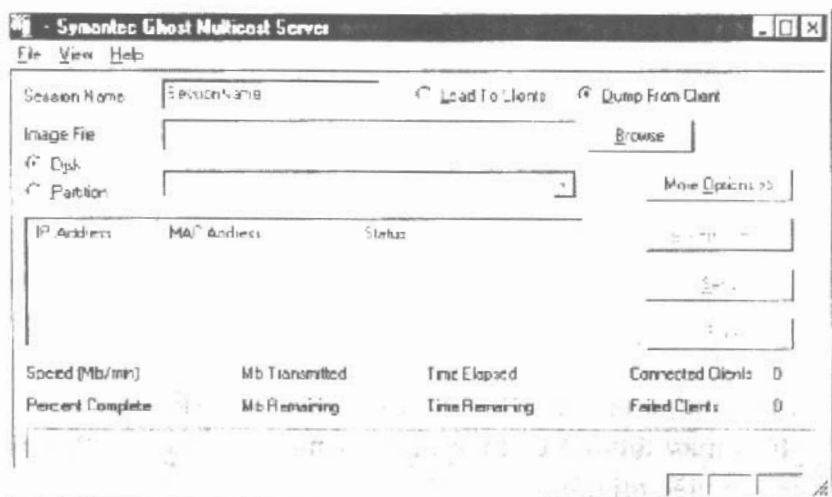 - Symantec Ghost Multicast Server
File View Help
Session Name SessionName Load To Clients Dump From Client
Image File Browse
Disk
Partition More Options >>
IP Address MAC Address Status
Speed (Mb/min) Mb Transmitted Time Elapsed Connected Clients 0
Percent Complete Mb Remaining Time Remaining Failed Clients 0